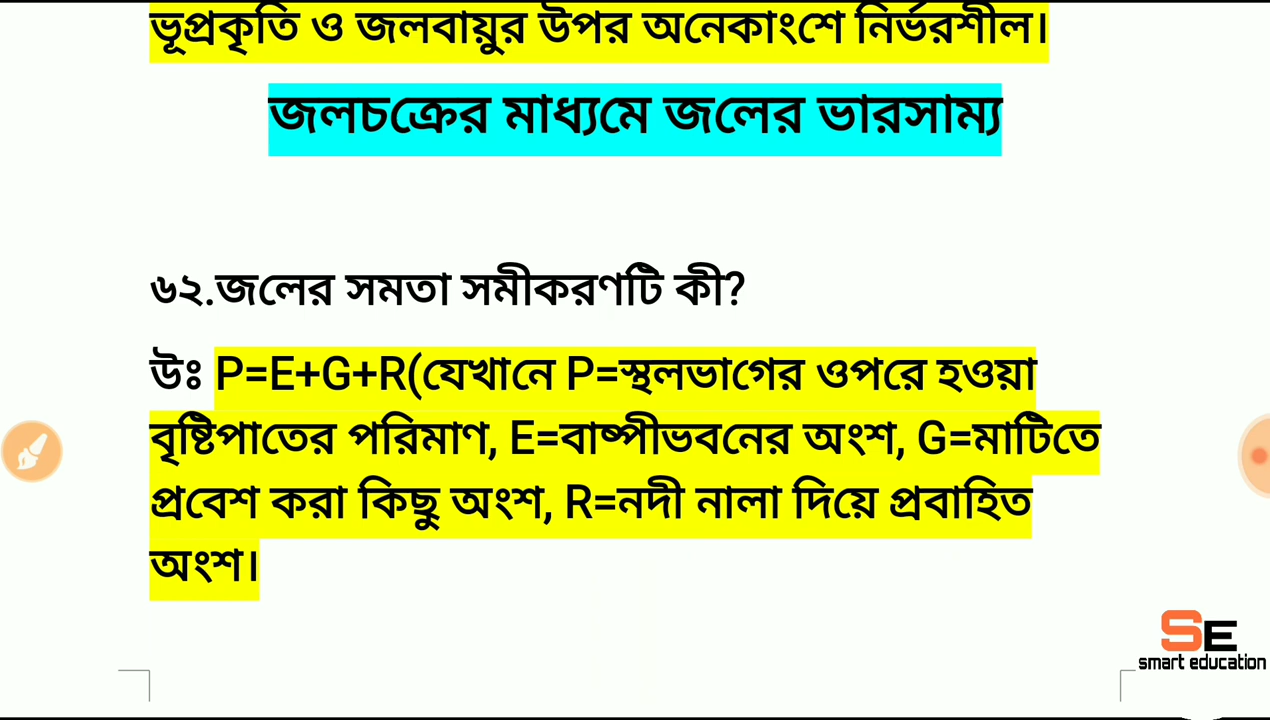 ভূপ্রকৃতি ও জলবায়ুর উপর অনেকাংশে নির্ভরশীল।
জলচক্রের মাধ্যমে জলের ভারসাম্য
৬২.জলের সমতা সমীকরণটি কী?
উঃ P=E+G+R(যেখানে P=স্থলভাগের ওপরে হওয়া
বৃষ্টিপাতের পরিমাণ, E=বাষ্পীভবনের অংশ, G=মাটিতে
প্রবেশ করা কিছু অংশ, R=নদী নালা দিয়ে প্রবাহিত
অংশ।
SE
smart education